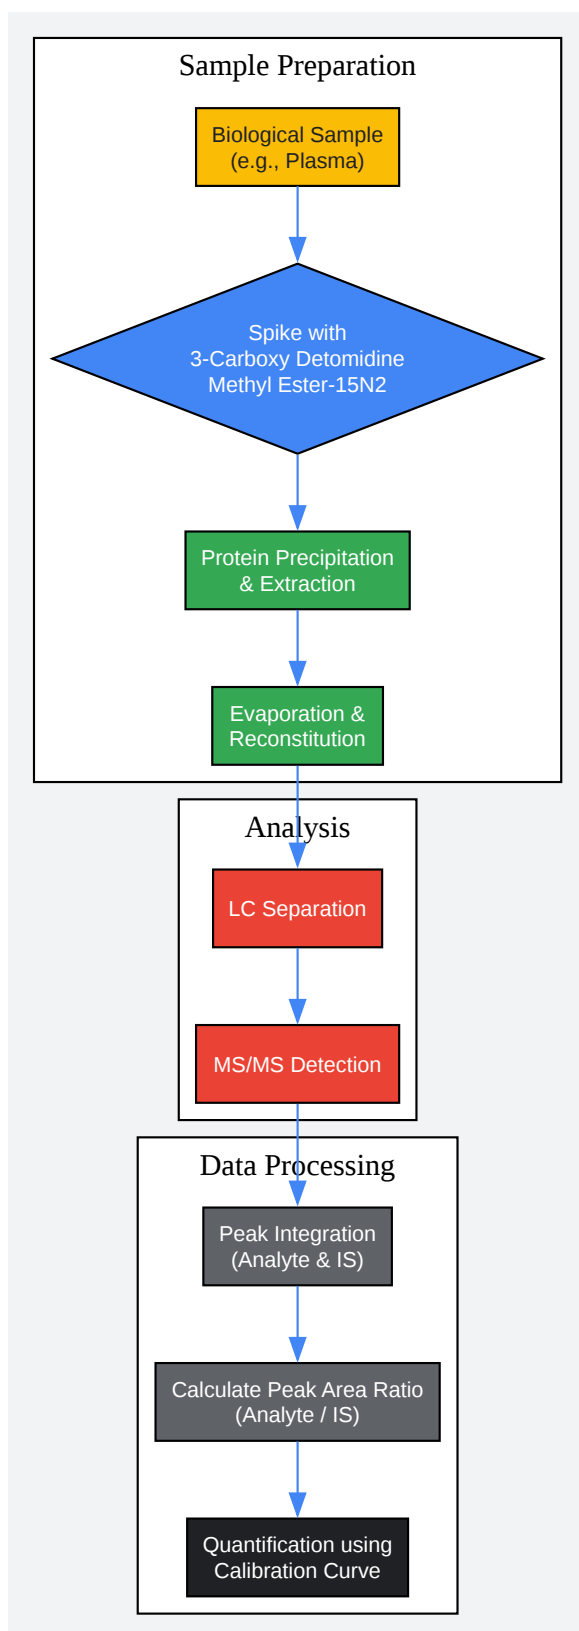 Sample Preparation
Biological Sample
(e.g., Plasma)
Spike with
3-Carboxy Detomidine
Methyl Ester-15N2
Protein Precipitation
& Extraction
Evaporation &
Reconstitution
Analysis
LC Separation
MS/MS Detection
Data Processing
Peak Integration
(Analyte & IS)
Calculate Peak Area Ratio
(Analyte / IS)
Quantification using
Calibration Curve